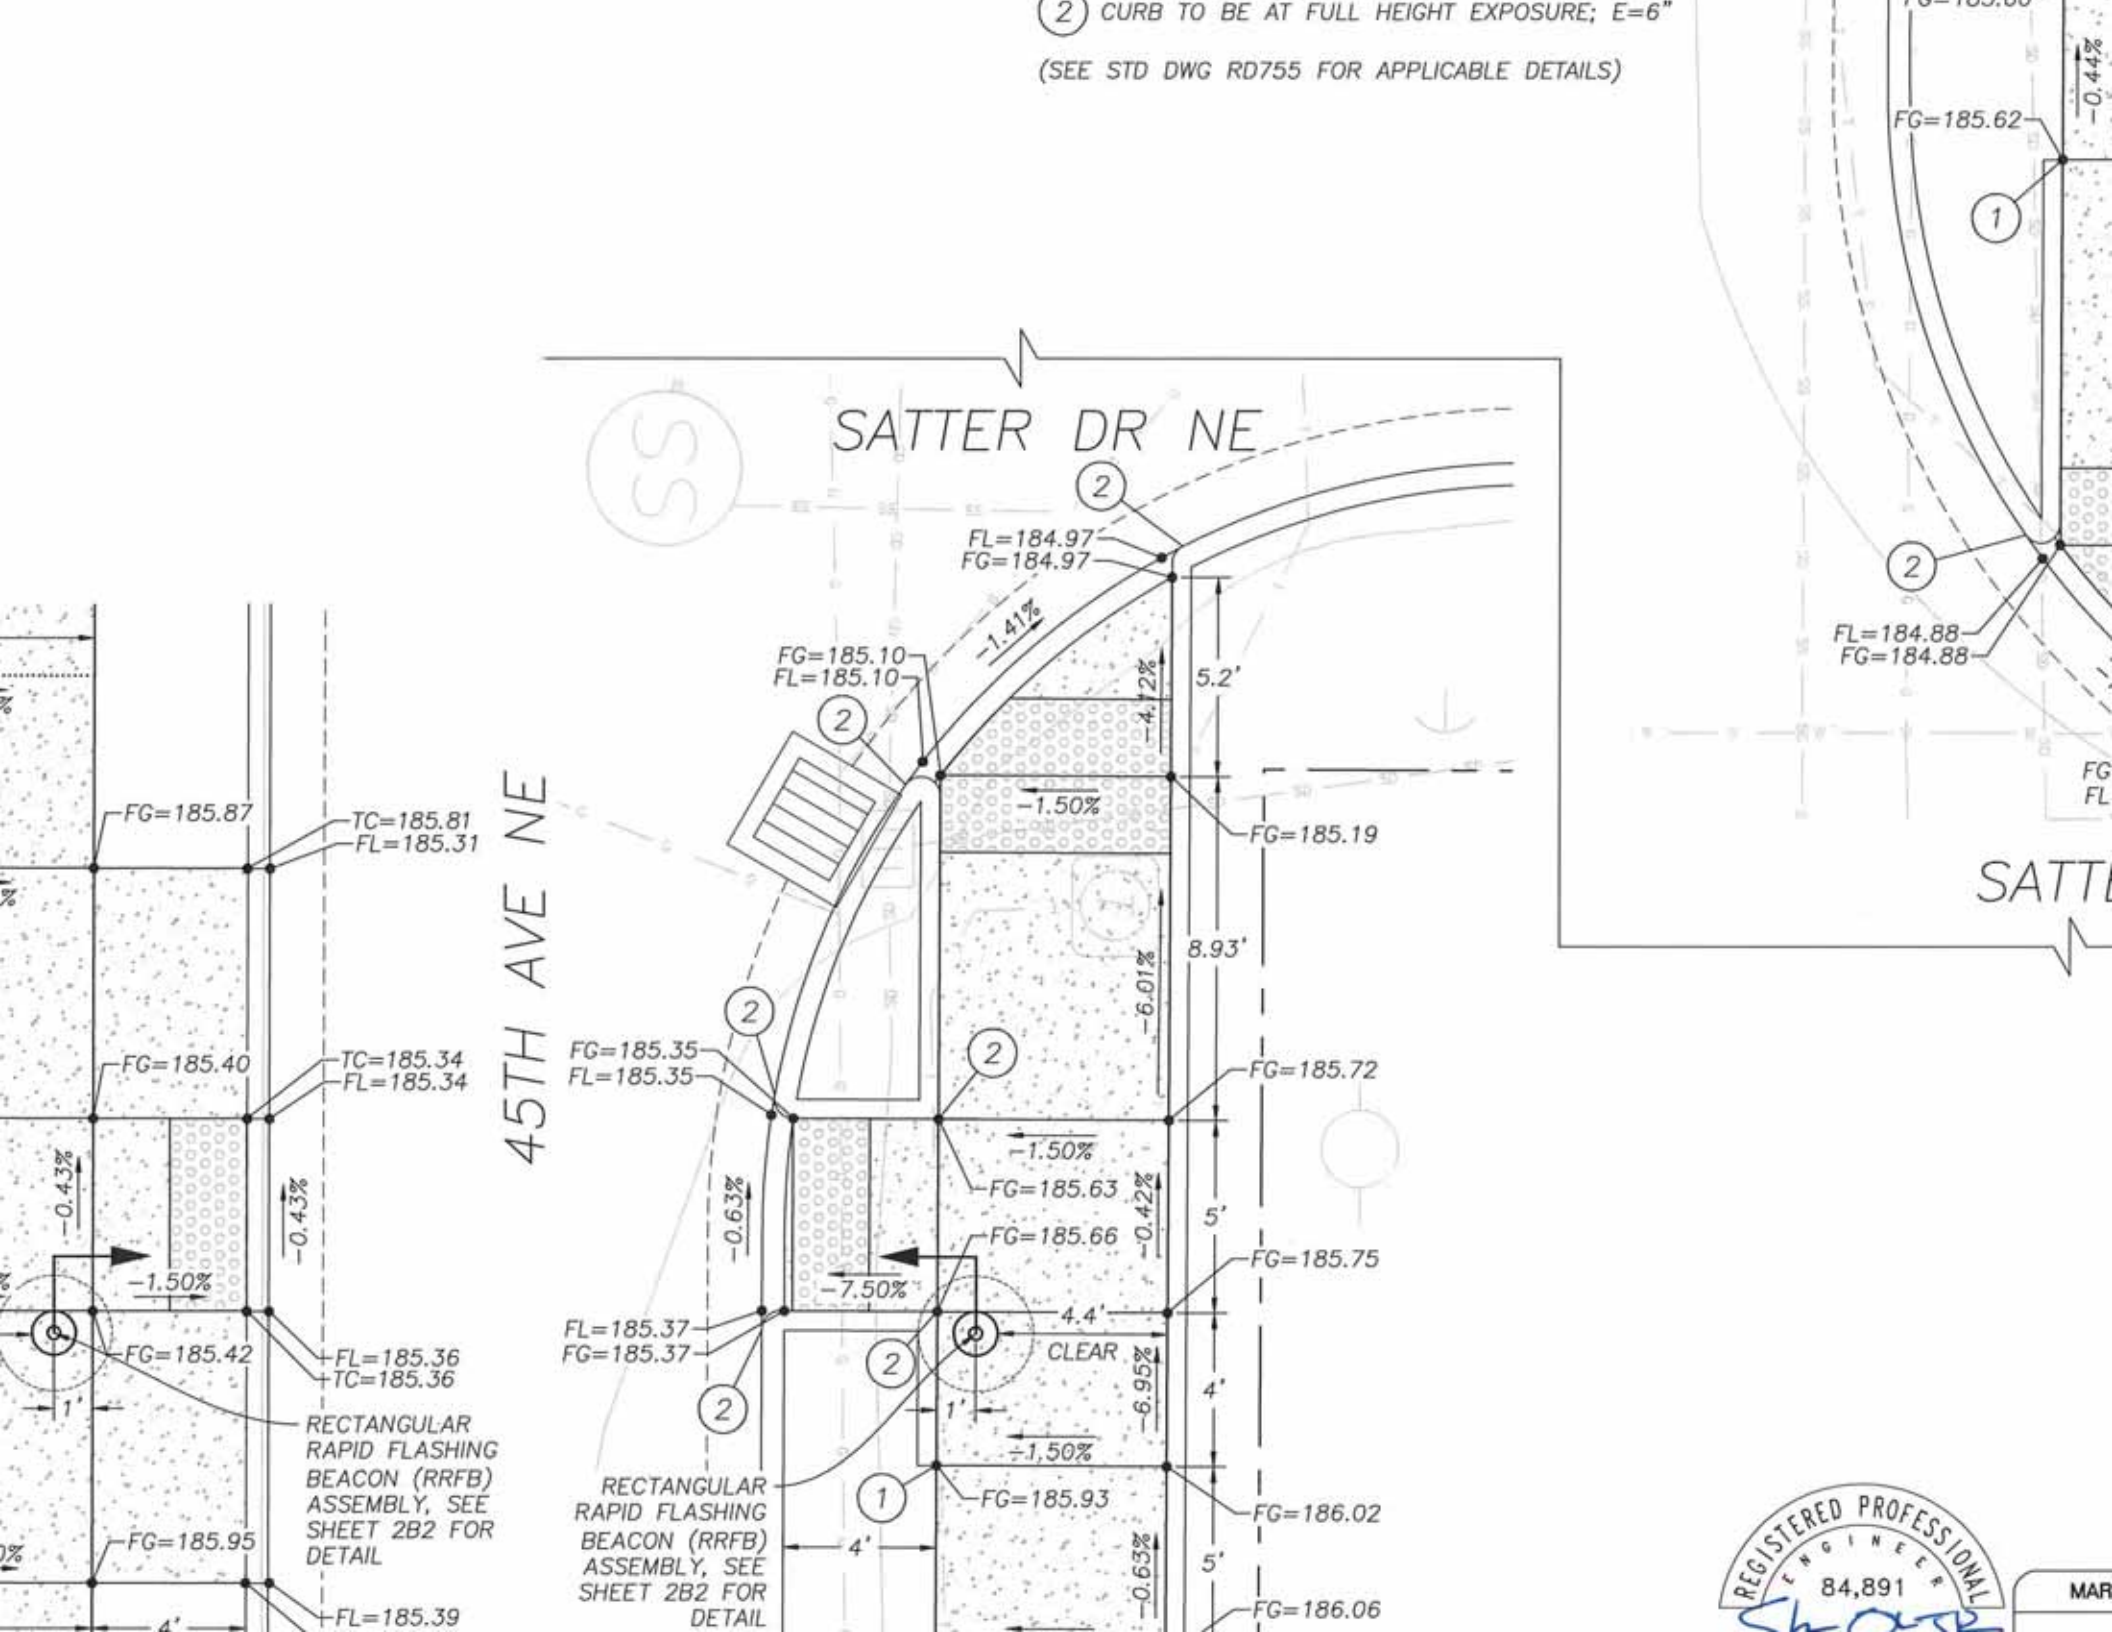 2 CURB TO BE AT FULL HEIGHT EXPOSURE; E=6"
(SEE STD DWG RD755 FOR APPLICABLE DETAILS)
-0.44%
FG=185.62
1
2
FL=184.88
FG=184.88
FG
FL
SATTE
SATTER DR NE
SS
2
FL=184.97
FG=184.97
-1.41%
FG=185.10
FL=185.10
2
-4.12%
5.2'
-1.50%
FG=185.19
8.93'
-6.01%
45TH AVE NE
2
FG=185.35
FL=185.35
2
FG=185.72
-1.50%
FG=185.63
-0.42%
5'
-0.63%
FG=185.66
FG=185.75
-7.50%
4.4'
CLEAR
FL=185.37
FG=185.37
2
2
-6.95%
4'
1'
-1.50%
RECTANGULAR
RAPID FLASHING
BEACON (RRFB)
ASSEMBLY, SEE
SHEET 2B2 FOR
DETAIL
1
FG=185.93
FG=186.02
4'
-0.63%
5'
FG=186.06
FG=185.87
TC=185.81
FL=185.31
FG=185.40
TC=185.34
FL=185.34
-0.43%
-0.43%
-1.50%
FG=185.42
FL=185.36
TC=185.36
1'
RECTANGULAR
RAPID FLASHING
BEACON (RRFB)
ASSEMBLY, SEE
SHEET 2B2 FOR
DETAIL
FG=185.95
FL=185.39
4'
REGISTERED PROFESSIONAL
ENGINEER
84,891
MAR